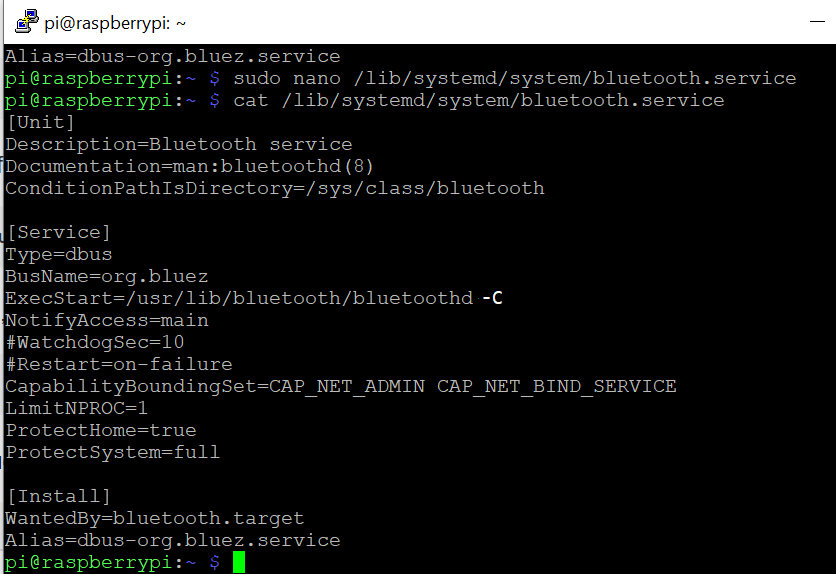 pi@raspberrypi: ~
Alias=dbus-org.bluez.service
pi@raspberrypi:~ $ sudo nano /lib/systemd/system/bluetooth.service
pi@raspberrypi:~ $ cat /lib/systemd/system/bluetooth.service
[Unit]
Description=Bluetooth service
Documentation=man:bluetoothd(8)
ConditionPathIsDirectory=/sys/class/bluetooth

[Service]
Type=dbus
BusName=org.bluez
ExecStart=/usr/lib/bluetooth/bluetoothd -C
NotifyAccess=main
#WatchdogSec=10
#Restart=on-failure
CapabilityBoundingSet=CAP_NET_ADMIN CAP_NET_BIND_SERVICE
LimitNPROC=1
ProtectHome=true
ProtectSystem=full

[Install]
WantedBy=bluetooth.target
Alias=dbus-org.bluez.service
pi@raspberrypi:~ $